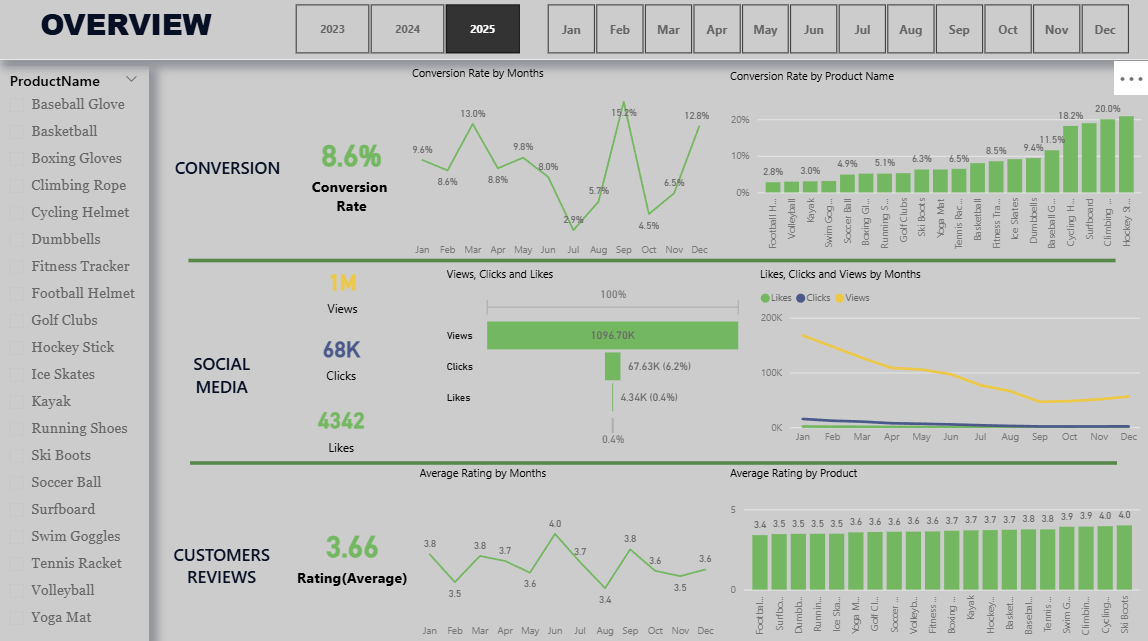 OVERVIEW
2023 2024 2025 Jan Feb Mar Apr May Jun Jul Aug Sep Oct Nov Dec
ProductName
Baseball Glove
Basketball
Boxing Gloves
Climbing Rope
Cycling Helmet
Dumbbells
Fitness Tracker
Football Helmet
Golf Clubs
Hockey Stick
Ice Skates
Kayak
Running Shoes
Ski Boots
Soccer Ball
Surfboard
Swim Goggles
Tennis Racket
Volleyball
Yoga Mat
CONVERSION
8.6%
Conversion
Rate
Conversion Rate by Months
9.6% 8.6% 13.0% 8.8% 9.8% 8.0% 2.9% 5.7% 15.2% 4.5% 6.5% 12.8%
Jan Feb Mar Apr May Jun Jul Aug Sep Oct Nov Dec
Conversion Rate by Product Name
20%
10%
0%
2.8% 3.0% 4.9% 5.1% 6.3% 6.5% 8.5% 9.4% 11.5% 18.2% 20.0%
Football H... Volleyball Kayak Swim Gog... Soccer Ball Boxing Gl... Running S... Golf Clubs Ski Boots Yoga Mat Tennis Rac... Basketball Fitness Tra... Ice Skates Dumbbells Baseball G... Cycling H... Surfboard Climbing ... Hockey St...
SOCIAL
MEDIA
1M
Views
68K
Clicks
4342
Likes
Views, Clicks and Likes
100%
Views 1096.70K
Clicks 67.63K (6.2%)
Likes 4.34K (0.4%)
0.4%
Likes, Clicks and Views by Months
Likes Clicks Views
200K
100K
0K
Jan Feb Mar Apr May Jun Jul Aug Sep Oct Nov Dec
CUSTOMERS
REVIEWS
3.66
Rating(Average)
Average Rating by Months
3.8 3.5 3.8 3.7 3.6 4.0 3.7 3.4 3.8 3.6 3.5 3.6
Jan Feb Mar Apr May Jun Jul Aug Sep Oct Nov Dec
Average Rating by Product
5
0
3.4 3.5 3.5 3.5 3.5 3.6 3.6 3.6 3.6 3.6 3.7 3.7 3.7 3.7 3.8 3.8 3.9 3.9 4.0 4.0
Footbal... Surfbo... Dumbb... Runnin... Ice Ska... Yoga M... Golf Cl... Soccer ... Volleyb... Fitness ... Boxing ... Kayak Hockey... Basket... Basebal... Tennis ... Swim G... Climbin... Cycling... Ski Boots